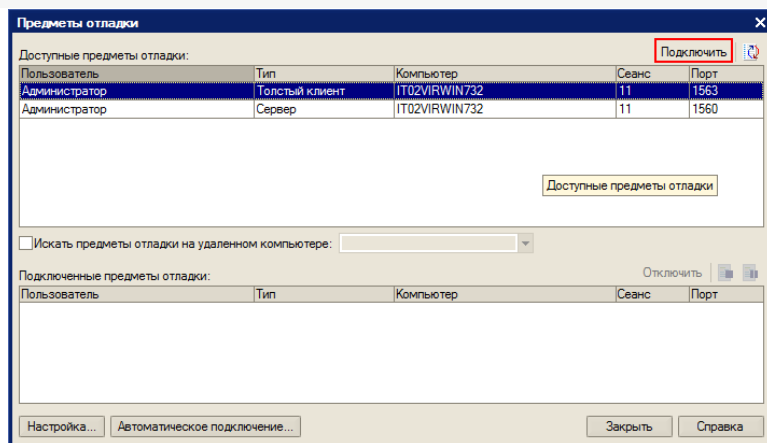 Предметы отладки
Подключить
Доступные предметы отладки:
Пользователь Тип Компьютер Сеанс Порт
Администратор Толстый клиент IT02VIRWIN732 11 1563
Администратор Сервер IT02VIRWIN732 11 1560
Доступные предметы отладки
Искать предметы отладки на удаленном компьютере:
Отключить
Подключенные предметы отладки:
Пользователь Тип Компьютер Сеанс Порт
Настройка... Автоматическое подключение... Закрыть Справка